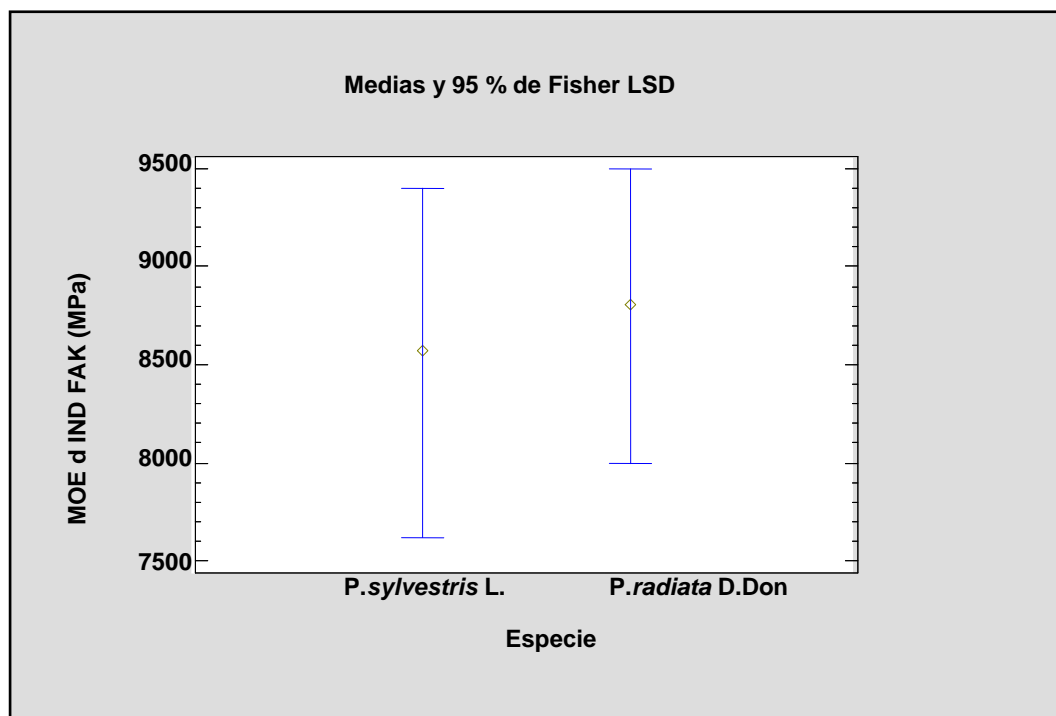 Medias y 95 % de Fisher LSD
MOE d IND FAK (MPa)
9500
9000
8500
8000
7500
P.sylvestris L.
P.radiata D.Don
Especie